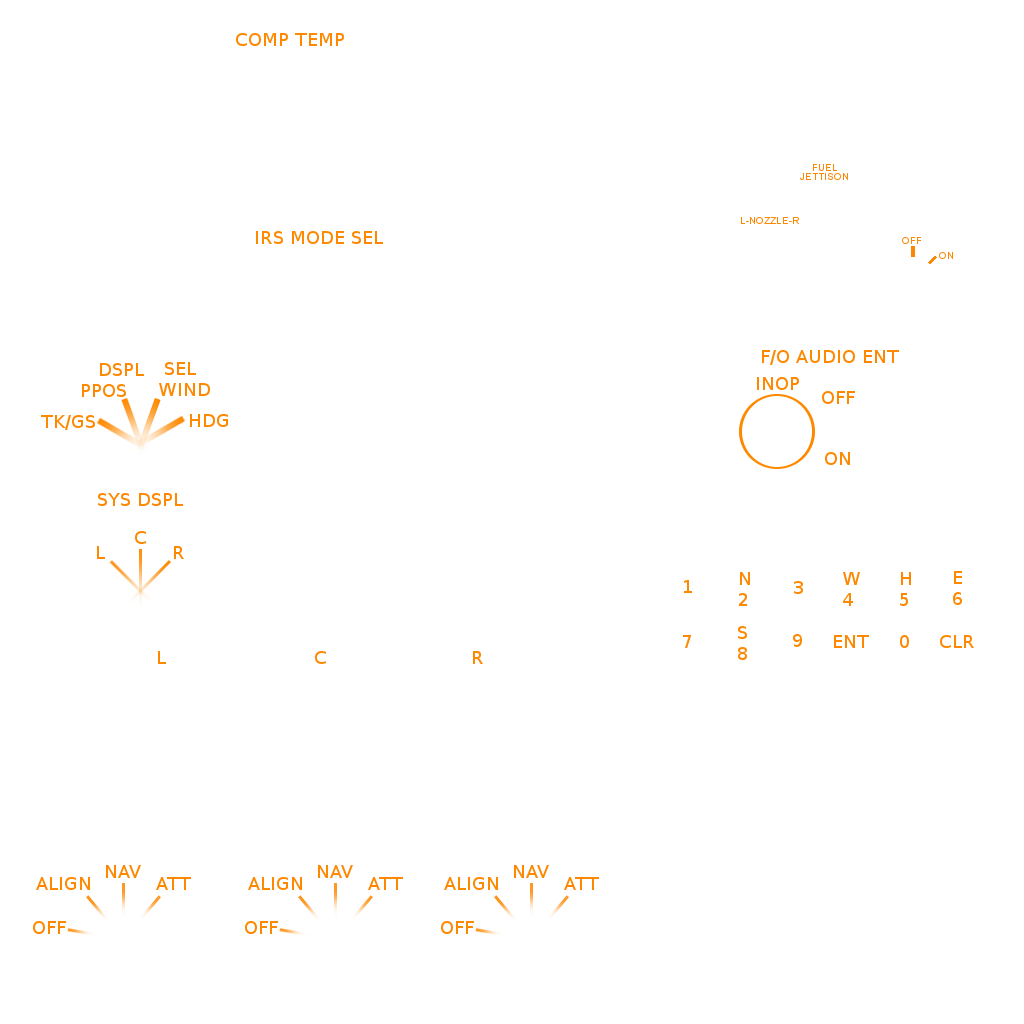 COMP TEMP
FUEL
JETTISON
L-NOZZLE-R
IRS MODE SEL
OFF
ON
F/O AUDIO ENT
DSPL SEL
INOP
PPOS WIND
OFF
TK/GS HDG
ON
SYS DSPL
C
L R
1 N 3 W H E
2 4 5 6
7 S 9 ENT 0 CLR
8
L C R
NAV NAV NAV
ALIGN ATT ALIGN ATT ALIGN ATT
OFF OFF OFF